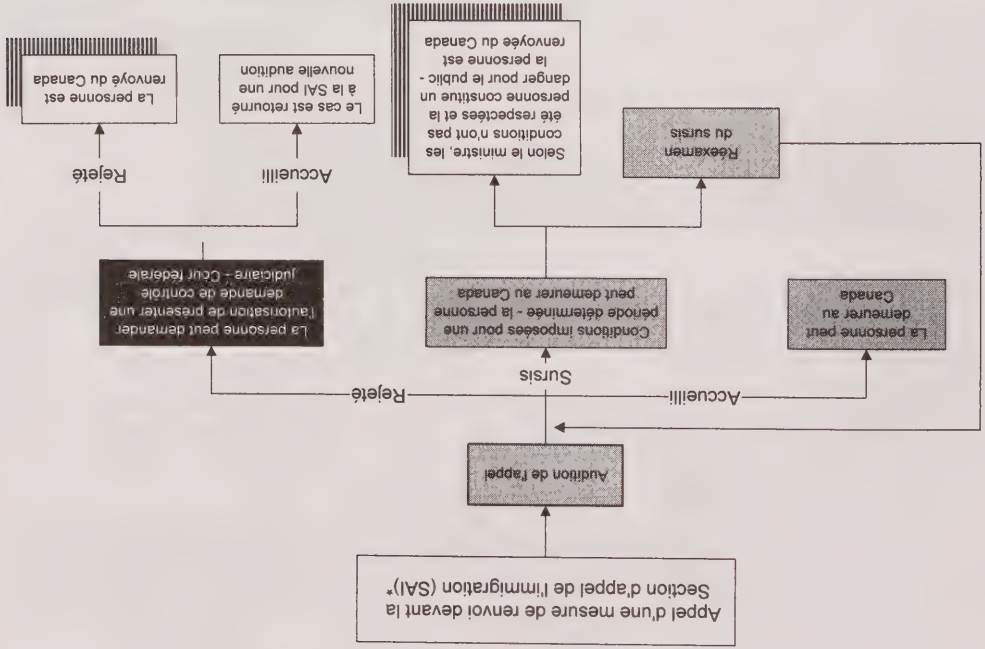 Appel d'une mesure de renvoi devant la
Section d'appel de l'immigration (SAI)*
Audition de l'appel
Accueilli
Sursis
Rejeté
La personne peut
demeurer au
Canada
Conditions imposées pour une
période déterminée - la personne
peut demeurer au Canada
La personne peut demander
l'autorisation de présenter une
demande de contrôle
judiciaire - Cour fédérale
Réexamen
du sursis
Selon le ministre, les
conditions n'ont pas
été respectées et la
personne constitue un
danger pour le public -
la personne est
renvoyée du Canada
Accueilli
Rejeté
Le cas est retourné
à la SAI pour une
nouvelle audition
La personne est
renvoyé du Canada